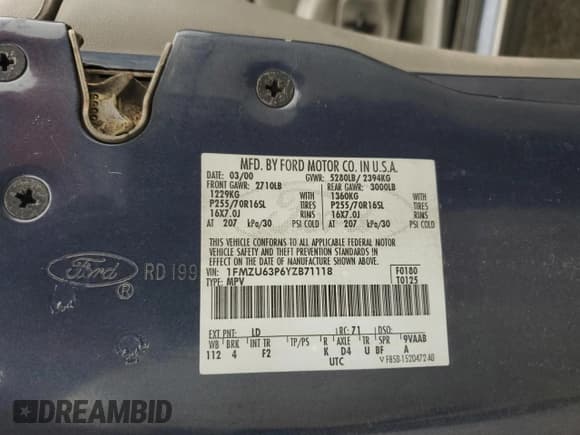 MFD. BY FORD MOTOR CO. IN U.S.A.
DATE: 03/00 GVWR: 5280LB/ 2394KG
FRONT GAWR: 2710LB REAR GAWR: 3000LB
1229KG WITH 1360KG WITH
P255/70R16SL TIRES P255/70R16SL TIRES
16X7.0J RIMS 16X7.0J RIMS
AT 207 kPa/30 PSI COLD AT 207 kPa/30 PSI COLD
THIS VEHICLE CONFORMS TO ALL APPLICABLE FEDERAL MOTOR
VEHICLE SAFETY AND THEFT PREVENTION STANDARDS IN
EFFECT ON THE DATE OF MANUFACTURE SHOWN ABOVE.
VIN: 1FMZU63P6YZB71118 F0180
TYPE: MPV T0125
EXT. PNT: LD RC: 71 DSO:
WB BRK INT TR TP/PS R AXLE TR SPR 9VAAB
112 4 F2 K D4 U BF A
UTC V F85B-1520472 AD
Ford
RD 199
®
DREAMBID